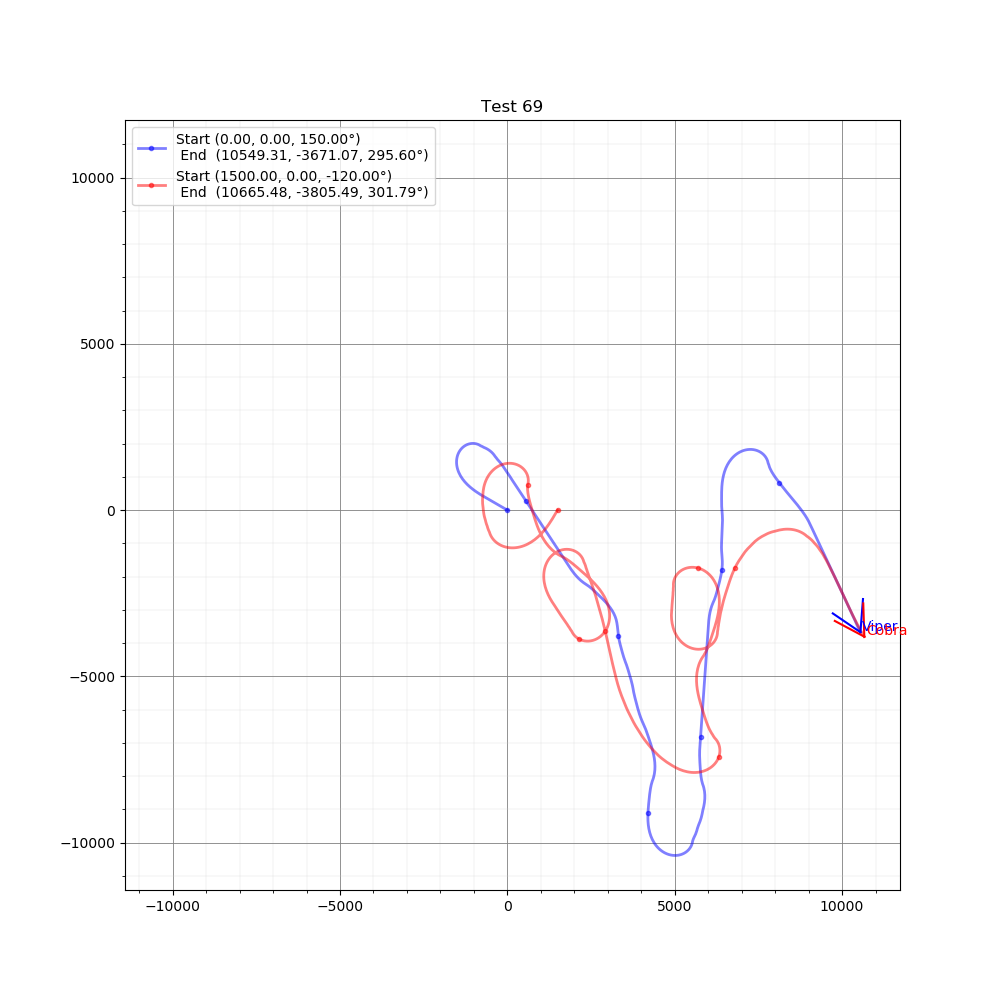 Test 69
Start (0.00, 0.00, 150.00°)
End (10549.31, -3671.07, 295.60°)
Start (1500.00, 0.00, -120.00°)
End (10665.48, -3805.49, 301.79°)
10000
5000
0
−5000
−10000
Viper
Cobra
−10000
−5000
0
5000
10000